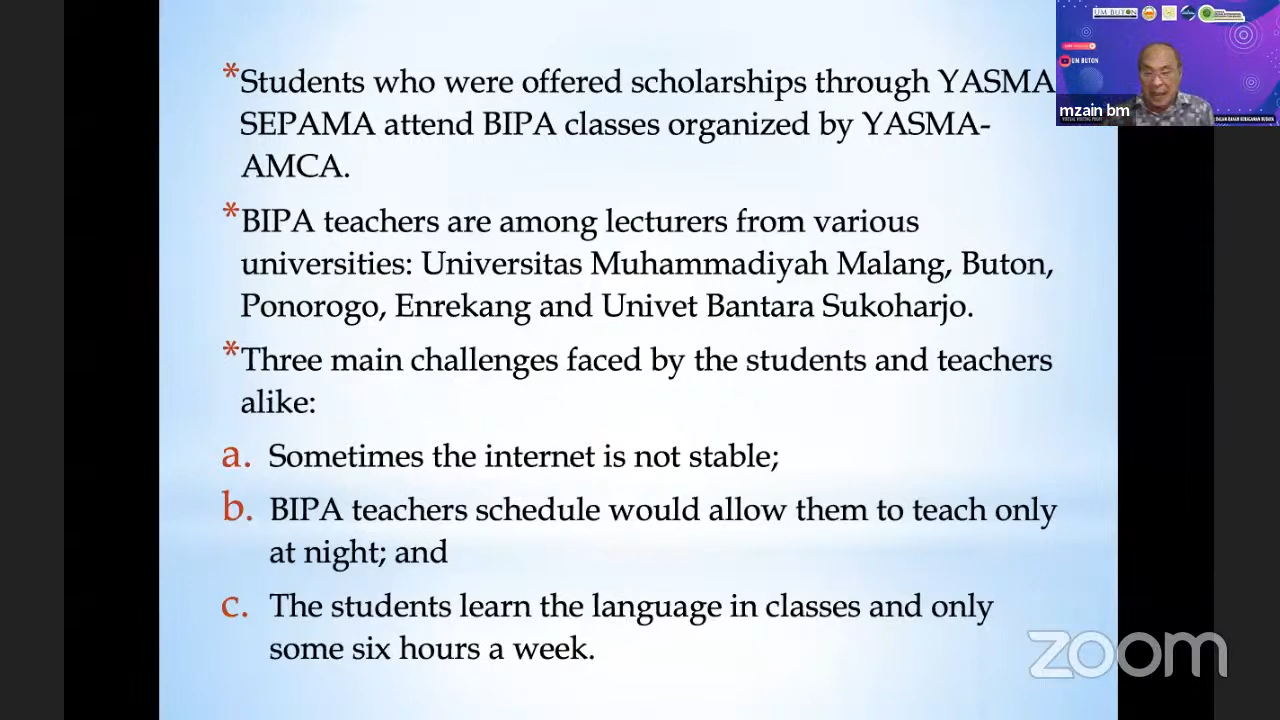 *Students who were offered scholarships through YASMA
SEPAMA attend BIPA classes organized by YASMA-
AMCA.
*BIPA teachers are among lecturers from various
universities: Universitas Muhammadiyah Malang, Buton,
Ponorogo, Enrekang and Univet Bantara Sukoharjo.
*Three main challenges faced by the students and teachers
alike:
a. Sometimes the internet is not stable;
b. BIPA teachers schedule would allow them to teach only
at night; and
c. The students learn the language in classes and only
some six hours a week.
UM BUTON
UM BUTON
mzain bm
zoom